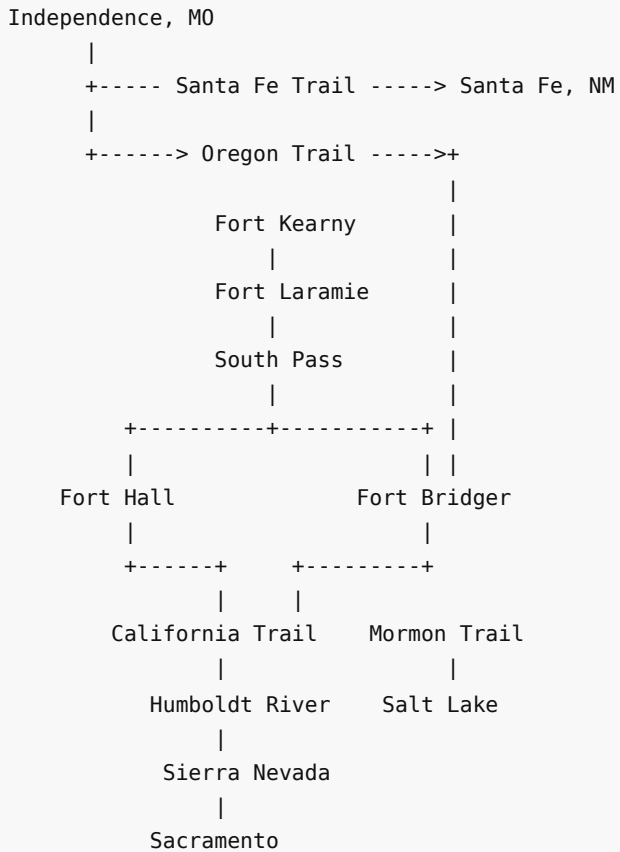 Independence, MO
      |
      +----- Santa Fe Trail -----> Santa Fe, NM
      |
      +------> Oregon Trail ----->+
                                  |
                Fort Kearny       |
                    |             |
                Fort Laramie      |
                    |             |
                South Pass        |
                    |             |
         +----------+-----------+ |
         |                      | |
    Fort Hall              Fort Bridger
         |                      |
         +------+     +---------+
                |     |
        California Trail    Mormon Trail
                |                 |
           Humboldt River    Salt Lake
                |
            Sierra Nevada
                |
           Sacramento